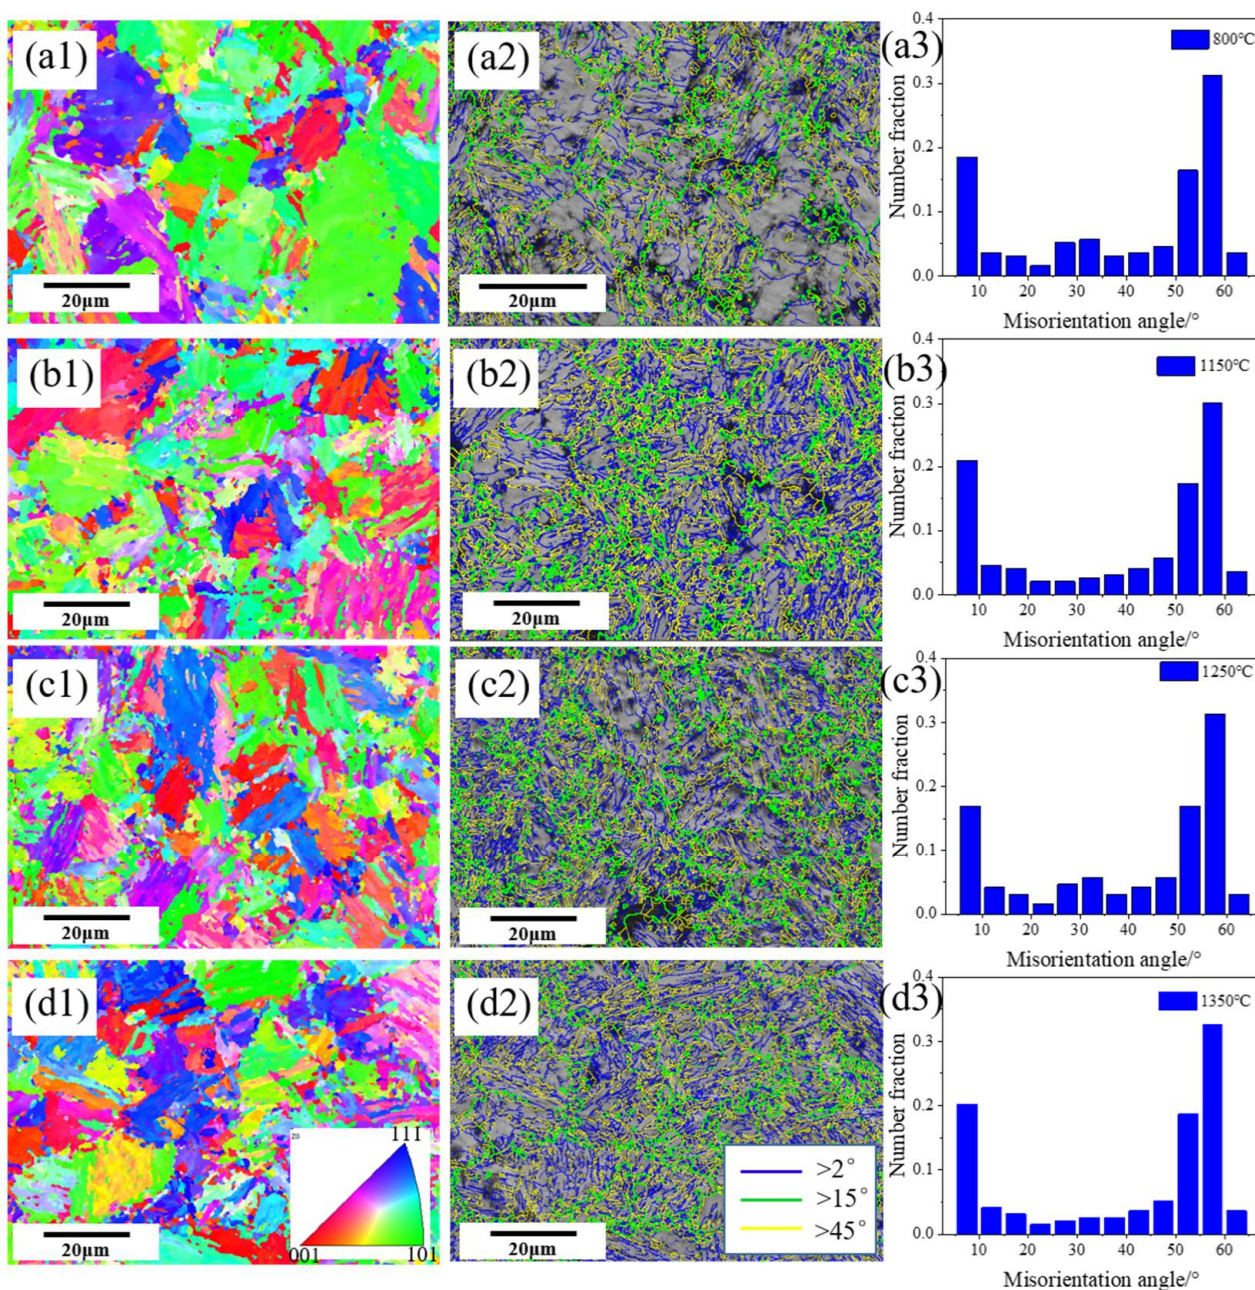 (a1)
20μm
(a2)
20μm
(a3)
800℃
Number fraction
0.4
0.3
0.2
0.1
0.0
10 20 30 40 50 60
Misorientation angle/°
(b1)
20μm
(b2)
20μm
(b3)
1150℃
Number fraction
0.4
0.3
0.2
0.1
0.0
10 20 30 40 50 60
Misorientation angle/°
(c1)
20μm
(c2)
20μm
(c3)
1250℃
Number fraction
0.4
0.3
0.2
0.1
0.0
10 20 30 40 50 60
Misorientation angle/°
(d1)
20μm
111
001 101
(d2)
20μm
>2°
>15°
>45°
(d3)
1350℃
Number fraction
0.4
0.3
0.2
0.1
0.0
10 20 30 40 50 60
Misorientation angle/°